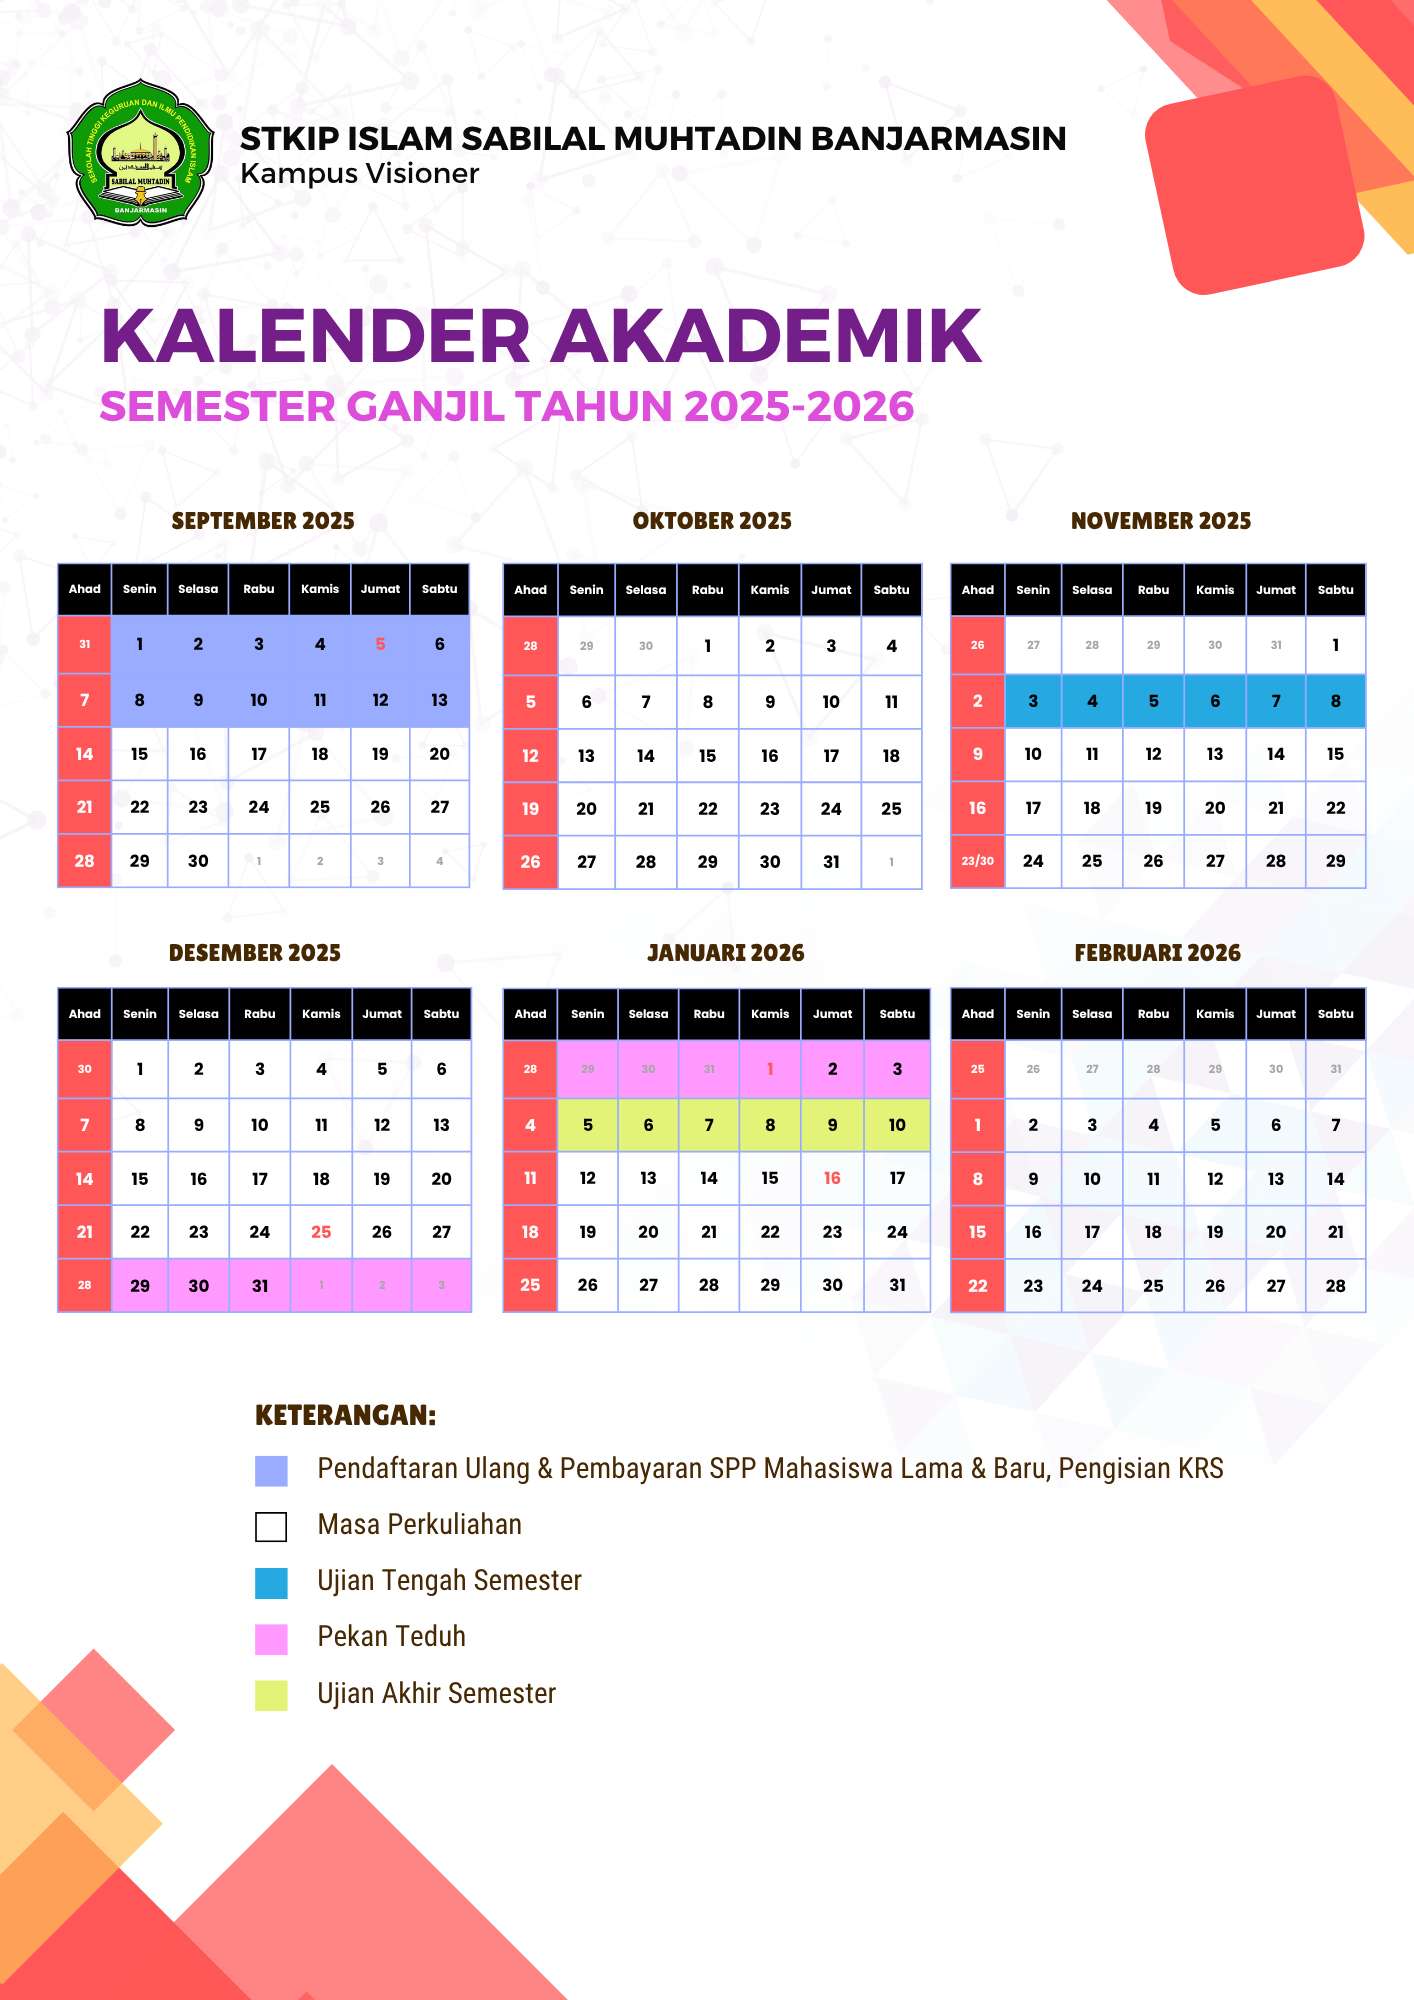 SEKOLAH TINGGI KEGURUAN DAN ILMU PENDIDIKAN ISLAM
SABILAL MUHTADIN
BANJARMASIN
STKIP ISLAM SABILAL MUHTADIN BANJARMASIN
Kampus Visioner
KALENDER AKADEMIK
SEMESTER GANJIL TAHUN 2025-2026
SEPTEMBER 2025
Ahad Senin Selasa Rabu Kamis Jumat Sabtu
31 1 2 3 4 5 6
7 8 9 10 11 12 13
14 15 16 17 18 19 20
21 22 23 24 25 26 27
28 29 30 1 2 3 4
OKTOBER 2025
Ahad Senin Selasa Rabu Kamis Jumat Sabtu
28 29 30 1 2 3 4
5 6 7 8 9 10 11
12 13 14 15 16 17 18
19 20 21 22 23 24 25
26 27 28 29 30 31 1
NOVEMBER 2025
Ahad Senin Selasa Rabu Kamis Jumat Sabtu
26 27 28 29 30 31 1
2 3 4 5 6 7 8
9 10 11 12 13 14 15
16 17 18 19 20 21 22
23/30 24 25 26 27 28 29
DESEMBER 2025
Ahad Senin Selasa Rabu Kamis Jumat Sabtu
30 1 2 3 4 5 6
7 8 9 10 11 12 13
14 15 16 17 18 19 20
21 22 23 24 25 26 27
28 29 30 31 1 2 3
JANUARI 2026
Ahad Senin Selasa Rabu Kamis Jumat Sabtu
28 29 30 31 1 2 3
4 5 6 7 8 9 10
11 12 13 14 15 16 17
18 19 20 21 22 23 24
25 26 27 28 29 30 31
FEBRUARI 2026
Ahad Senin Selasa Rabu Kamis Jumat Sabtu
25 26 27 28 29 30 31
1 2 3 4 5 6 7
8 9 10 11 12 13 14
15 16 17 18 19 20 21
22 23 24 25 26 27 28
KETERANGAN:
Pendaftaran Ulang & Pembayaran SPP Mahasiswa Lama & Baru, Pengisian KRS
Masa Perkuliahan
Ujian Tengah Semester
Pekan Teduh
Ujian Akhir Semester